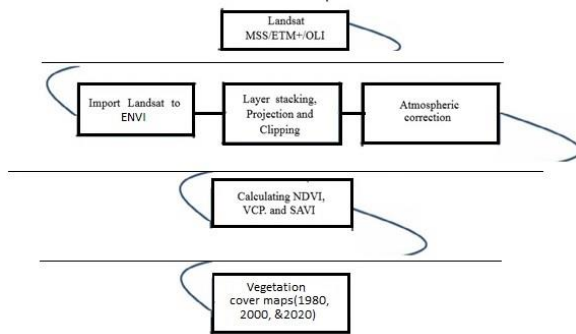 Landsat
MSS/ETM+/OLI
Import Landsat to
ENVI
Layer stacking,
Projection and
Clipping
Atmospheric
correction
Calculating NDVI,
VCP. and SAVI
Vegetation
cover maps(1980,
2000, &2020)